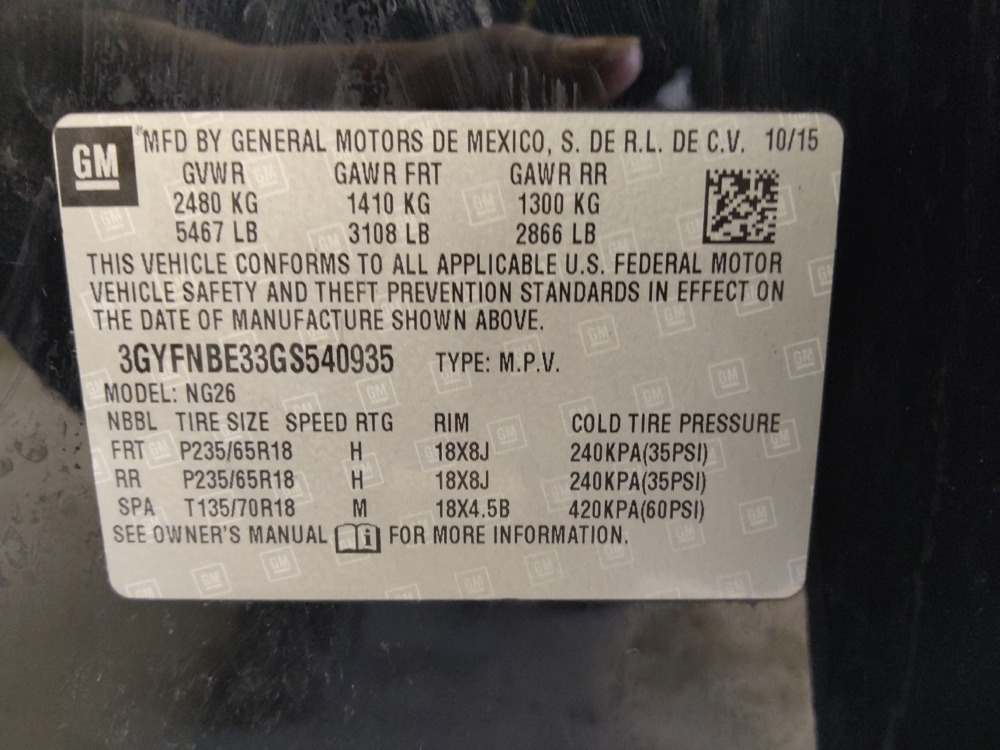 GM ®MFD BY GENERAL MOTORS DE MEXICO, S. DE R.L. DE C.V. 10/15
GVWR GAWR FRT GAWR RR
2480 KG 1410 KG 1300 KG
5467 LB 3108 LB 2866 LB
THIS VEHICLE CONFORMS TO ALL APPLICABLE U.S. FEDERAL MOTOR
VEHICLE SAFETY AND THEFT PREVENTION STANDARDS IN EFFECT ON
THE DATE OF MANUFACTURE SHOWN ABOVE.
3GYFNBE33GS540935 TYPE: M.P.V.
MODEL: NG26
NBBL TIRE SIZE SPEED RTG RIM COLD TIRE PRESSURE
FRT P235/65R18 H 18X8J 240KPA(35PSI)
RR P235/65R18 H 18X8J 240KPA(35PSI)
SPA T135/70R18 M 18X4.5B 420KPA(60PSI)
SEE OWNER'S MANUAL i FOR MORE INFORMATION.